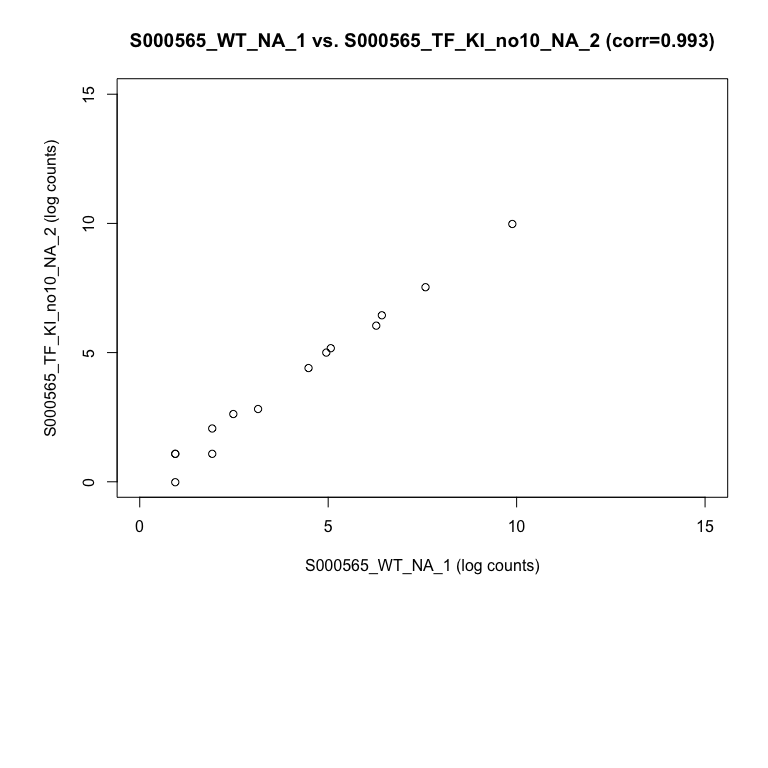 S000565_WT_NA_1 vs. S000565_TF_KI_no10_NA_2 (corr=0.993)
S000565_TF_KI_no10_NA_2 (log counts)
15
10
5
0
0 5 10 15
S000565_WT_NA_1 (log counts)